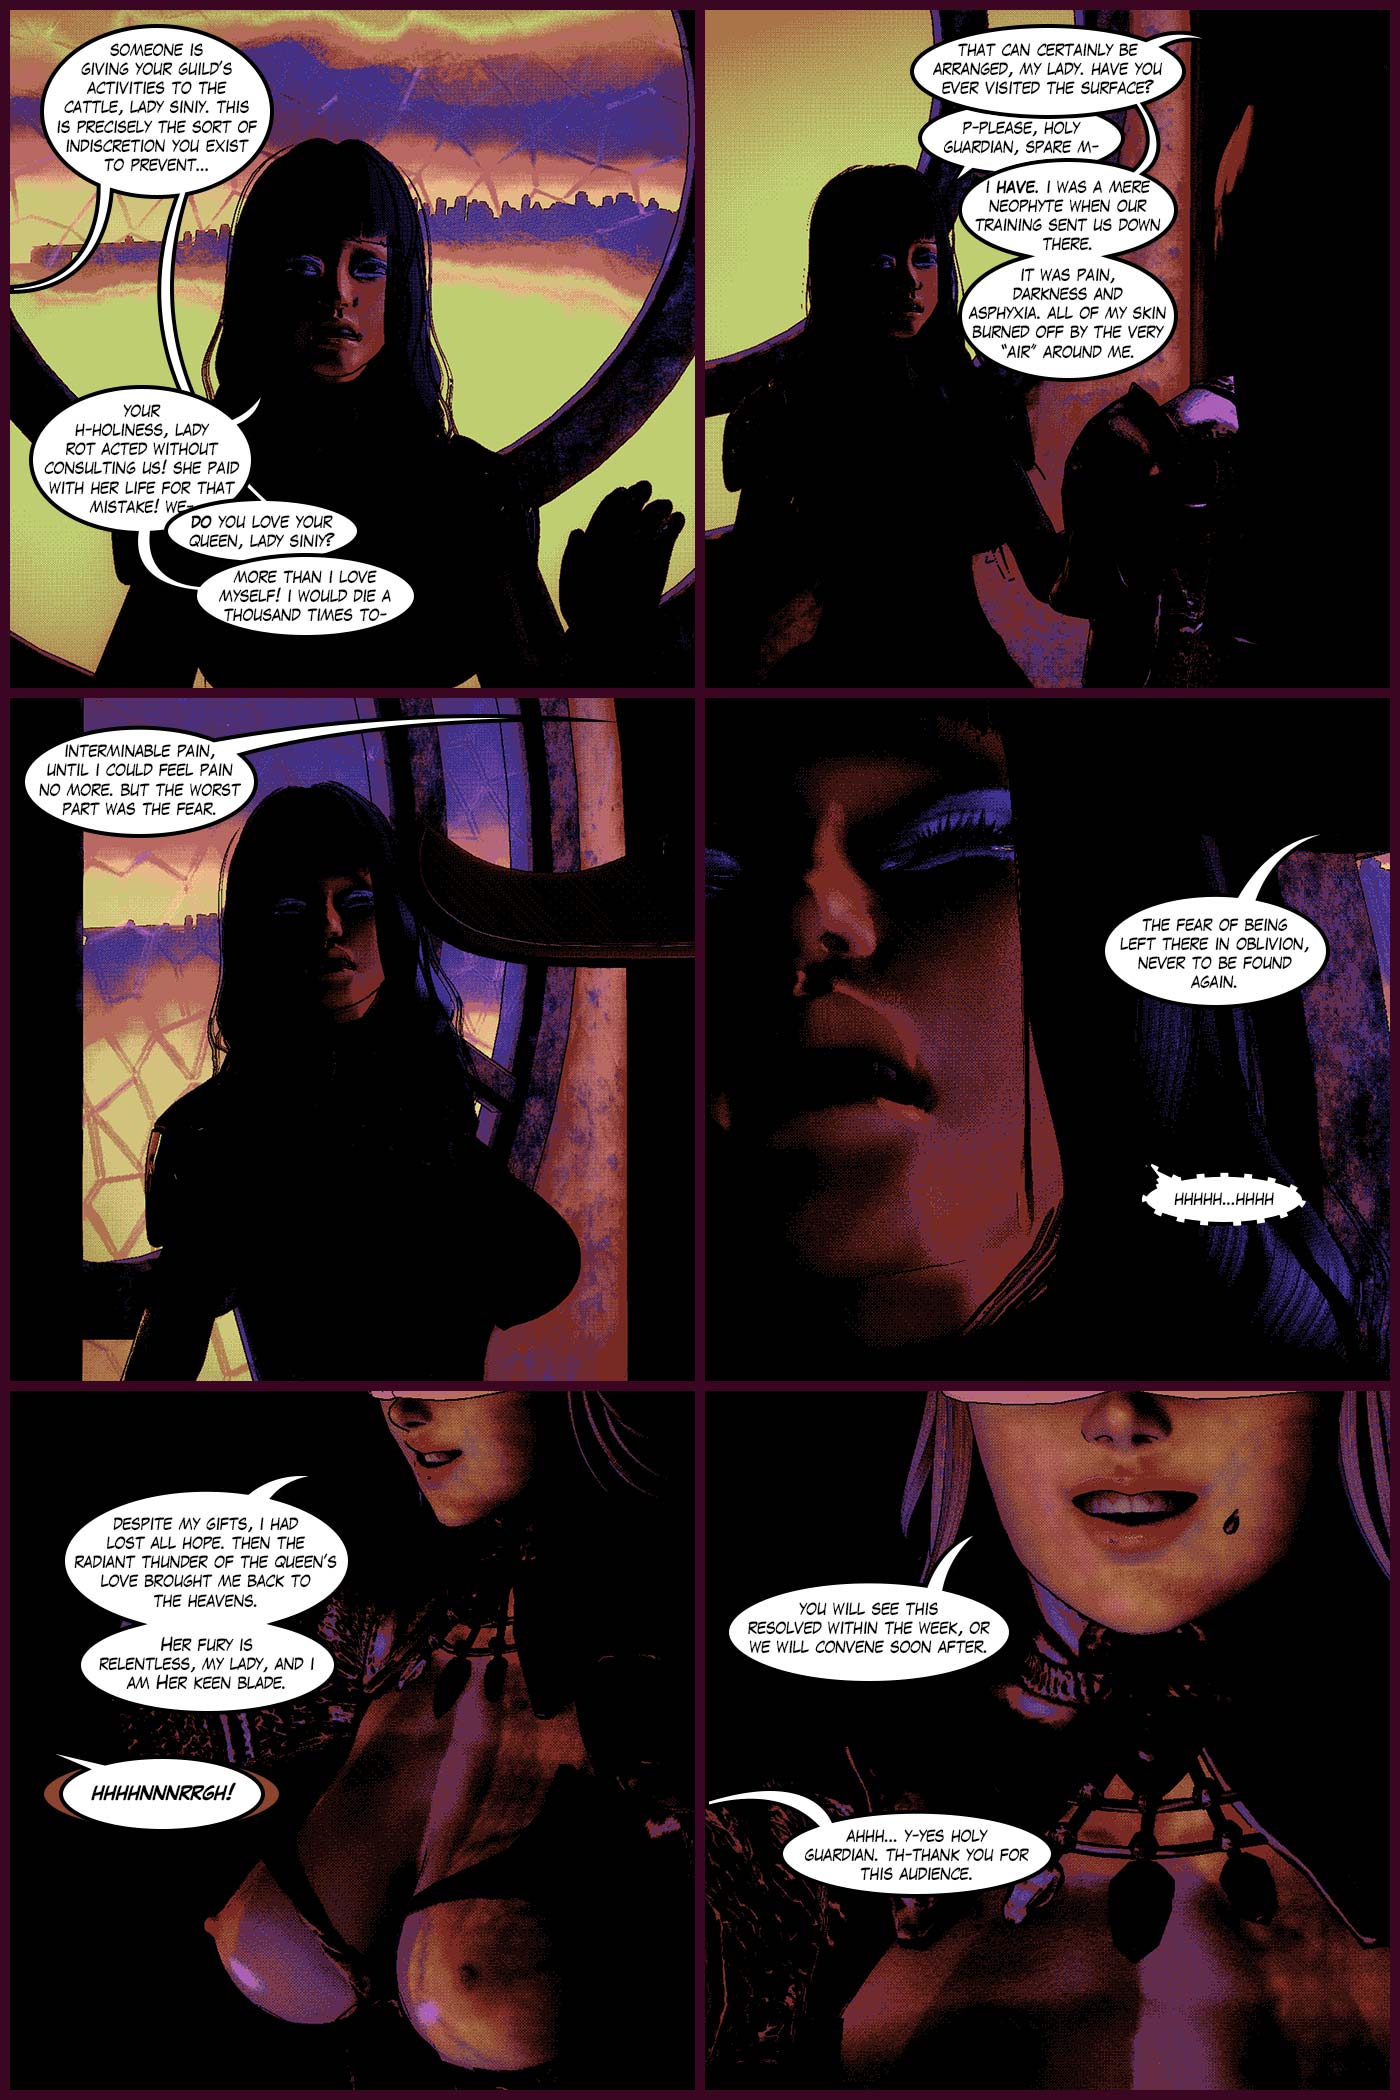 SOMEONE IS
GIVING YOUR GUILD'S
ACTIVITIES TO THE
CATTLE, LADY SINIY. THIS
IS PRECISELY THE SORT OF
INDISCRETION YOU EXIST
TO PREVENT...
YOUR
H-HOLINESS, LADY
ROT ACTED WITHOUT
CONSULTING US! SHE PAID
WITH HER LIFE FOR THAT
MISTAKE! WE-
DO YOU LOVE YOUR
QUEEN, LADY SINIY?
MORE THAN I LOVE
MYSELF! I WOULD DIE A
THOUSAND TIMES TO-
THAT CAN CERTAINLY BE
ARRANGED, MY LADY. HAVE YOU
EVER VISITED THE SURFACE?
P-PLEASE, HOLY
GUARDIAN, SPARE M-
I HAVE. I WAS A MERE
NEOPHYTE WHEN OUR
TRAINING SENT US DOWN
THERE.
IT WAS PAIN,
DARKNESS AND
ASPHYXIA. ALL OF MY SKIN
BURNED OFF BY THE VERY
"AIR" AROUND ME.
INTERMINABLE PAIN,
UNTIL I COULD FEEL PAIN
NO MORE. BUT THE WORST
PART WAS THE FEAR.
THE FEAR OF BEING
LEFT THERE IN OBLIVION,
NEVER TO BE FOUND
AGAIN.
HHHHH...HHHH
DESPITE MY GIFTS, I HAD
LOST ALL HOPE. THEN THE
RADIANT THUNDER OF THE QUEEN'S
LOVE BROUGHT ME BACK TO
THE HEAVENS.
HER FURY IS
RELENTLESS, MY LADY, AND I
AM HER KEEN BLADE.
HHHHNNNRRGH!
YOU WILL SEE THIS
RESOLVED WITHIN THE WEEK, OR
WE WILL CONVENE SOON AFTER.
AHHH... Y-YES HOLY
GUARDIAN. TH-THANK YOU FOR
THIS AUDIENCE.